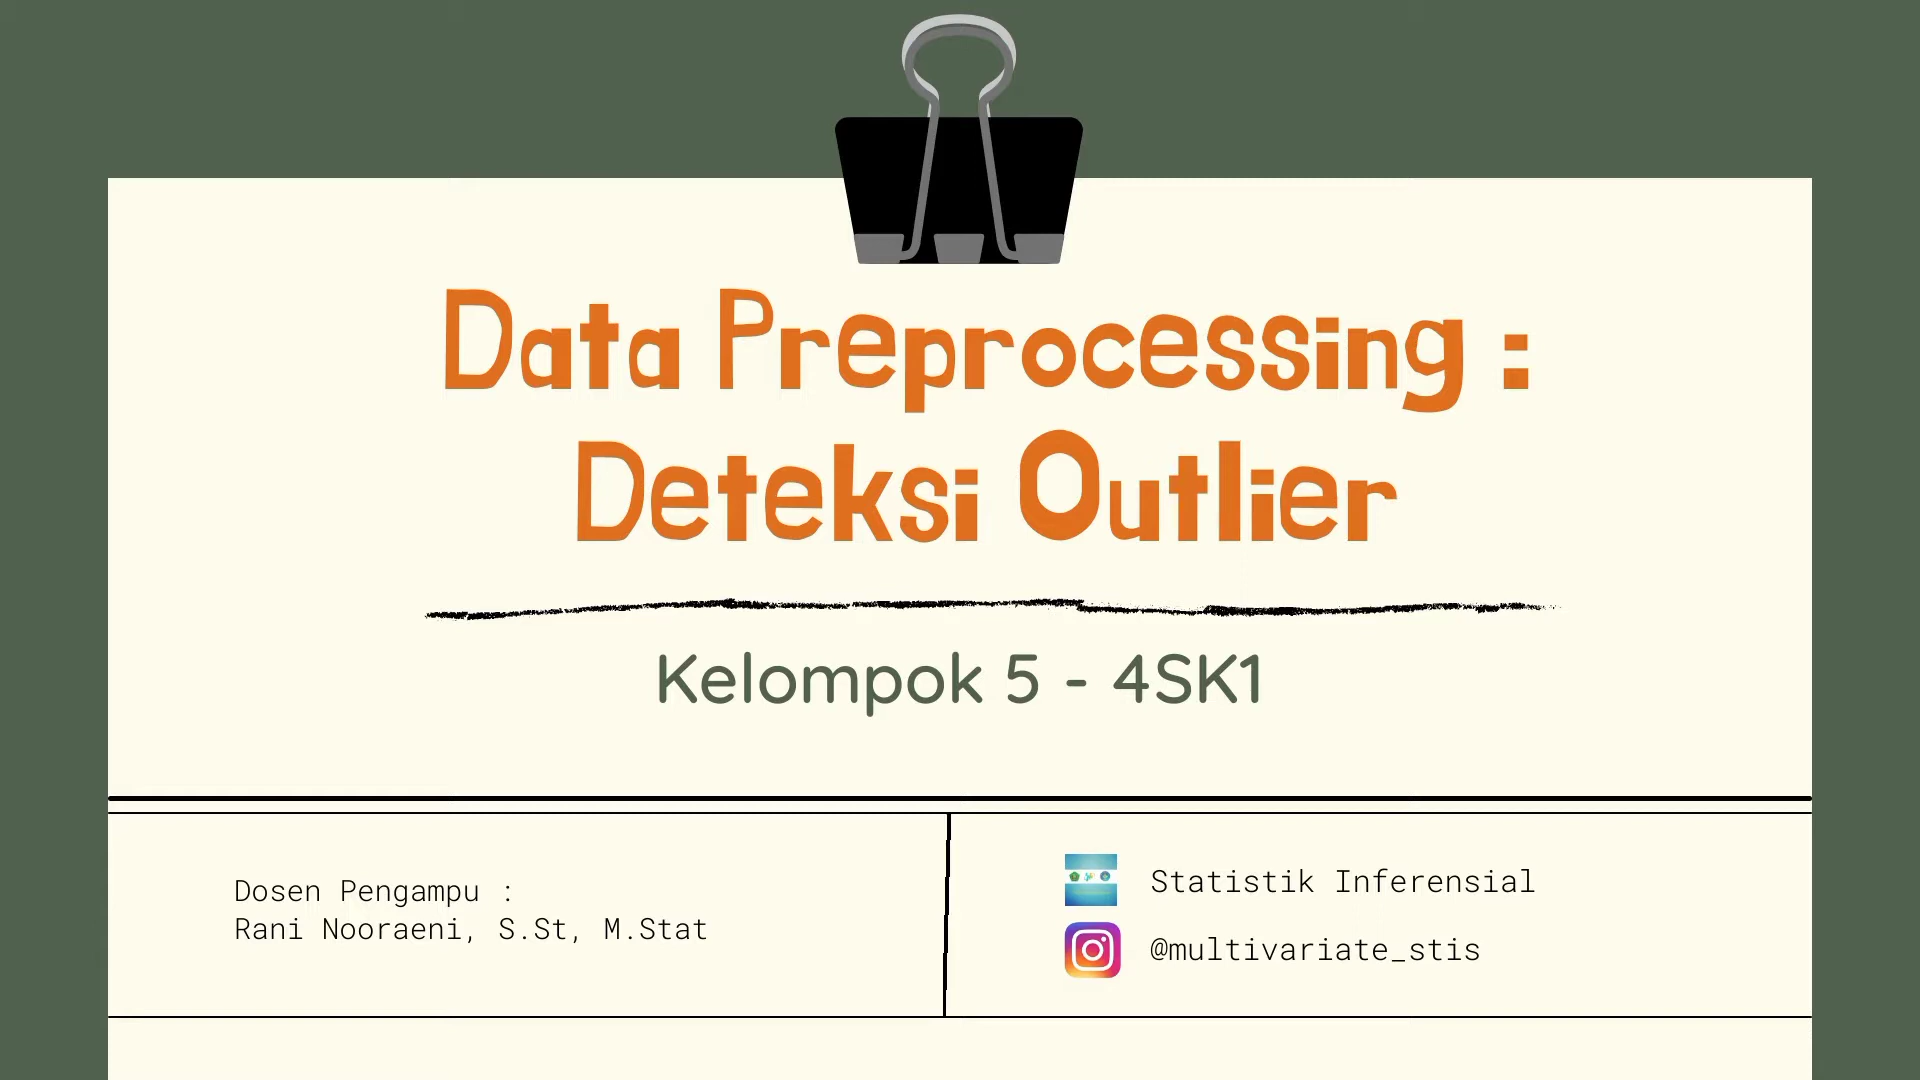 Data Preprocessing :
Deteksi Outlier
Kelompok 5 - 4SK1
Dosen Pengampu :
Rani Nooraeni, S.St, M.Stat
Statistik Inferensial
@multivariate_stis